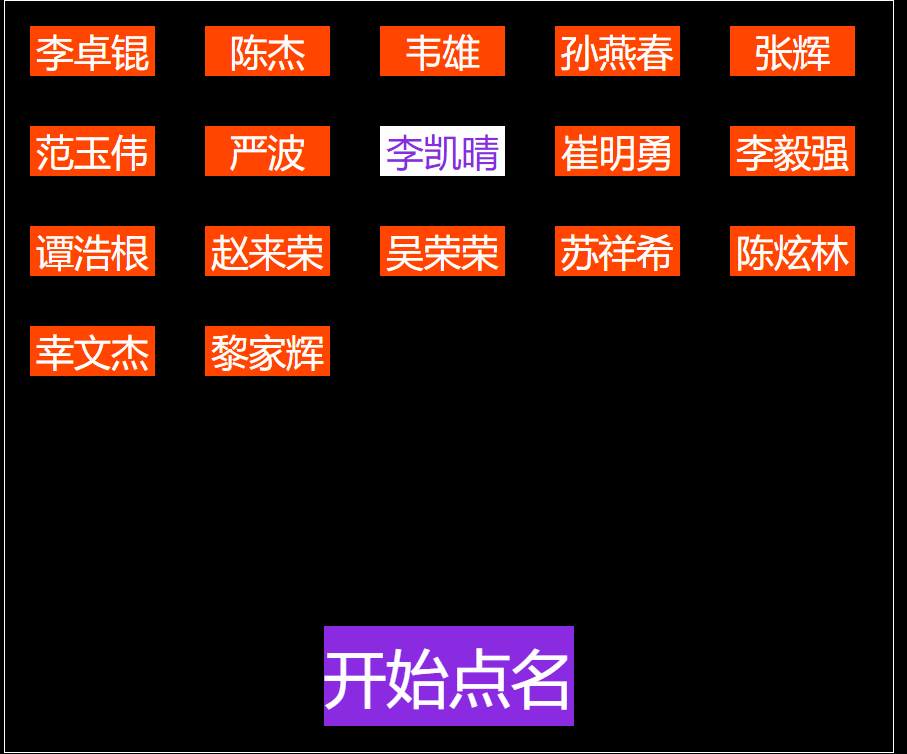 李卓锟 陈杰 韦雄 孙燕春 张辉
范玉伟 严波 李凯晴 崔明勇 李毅强
谭浩根 赵来荣 吴荣荣 苏祥希 陈炫林
幸文杰 黎家辉
开始点名